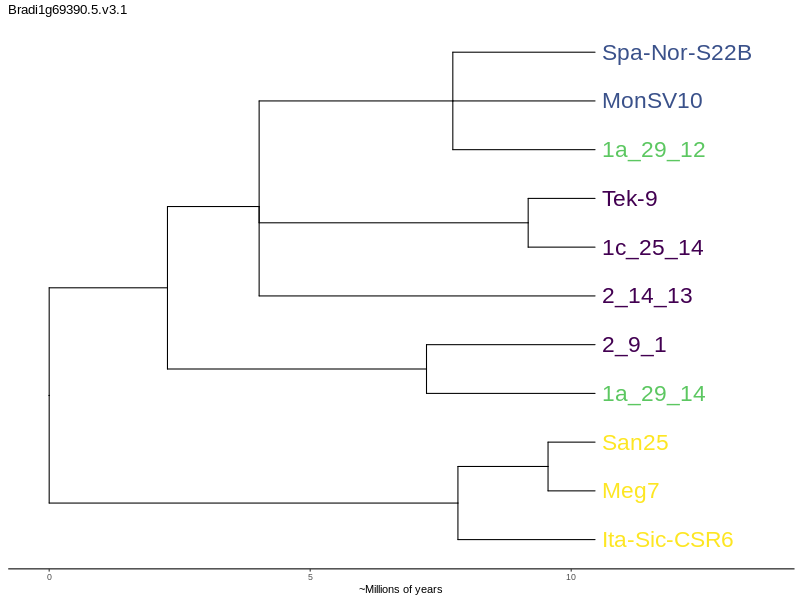 Bradi1g69390.5.v3.1
Spa-Nor-S22B
MonSV10
1a_29_12
Tek-9
1c_25_14
2_14_13
2_9_1
1a_29_14
San25
Meg7
Ita-Sic-CSR6
0 5 10
~Millions of years